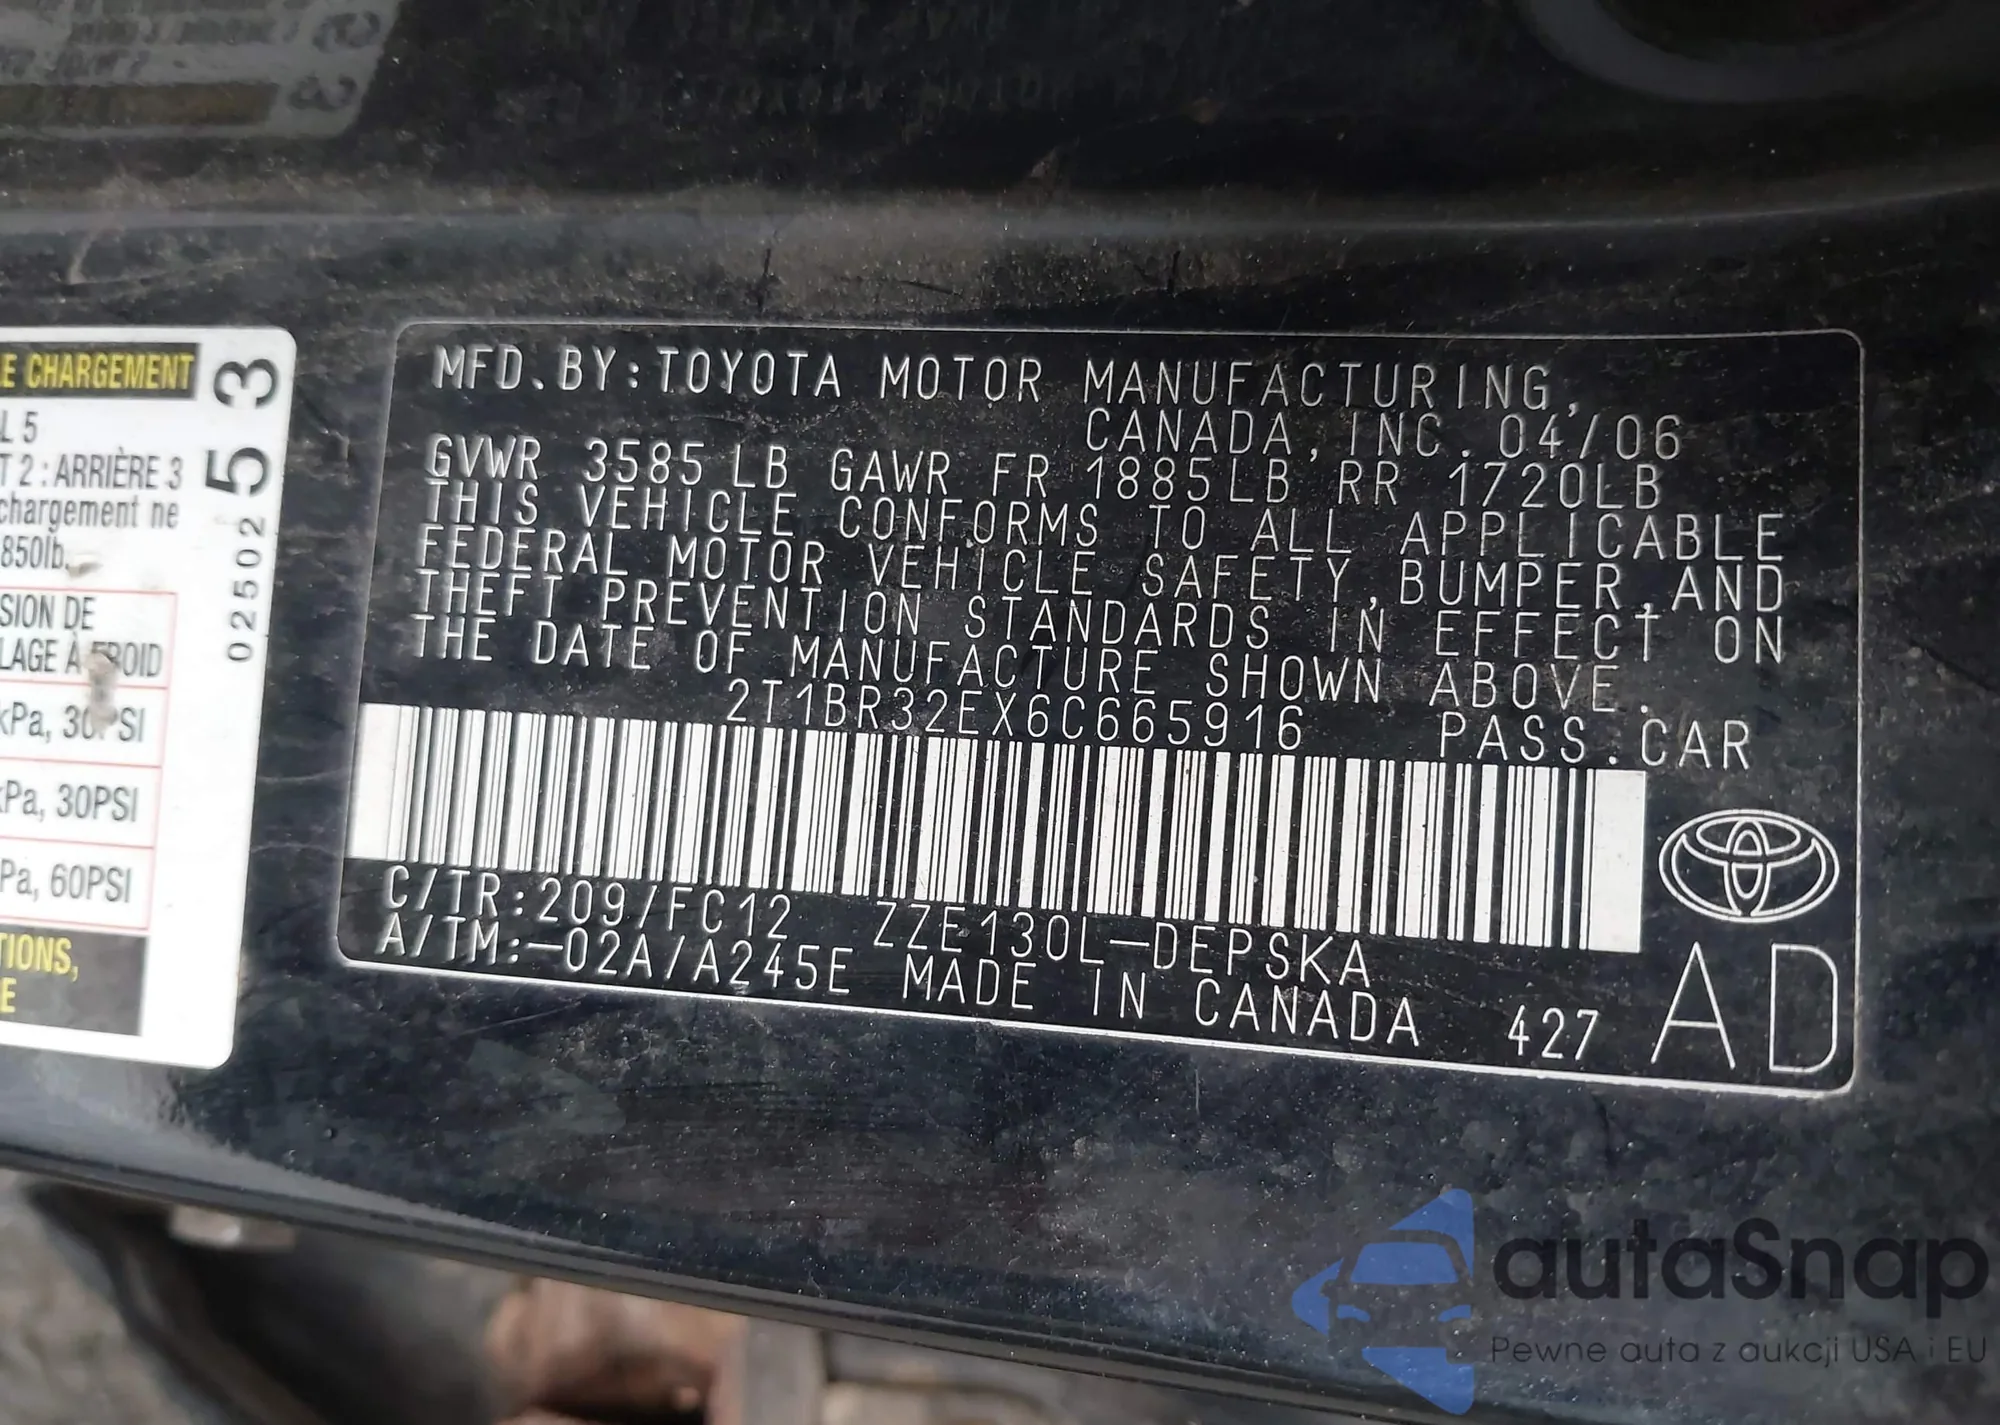 LE CHARGEMENT
L 5
T 2 : ARRIÈRE 3
chargement ne
850lb.
SION DE
LAGE À FROID
kPa, 30PSI
kPa, 30PSI
Pa, 60PSI
TIONS,
E
02502 53
MFD.BY:TOYOTA MOTOR MANUFACTURING,
CANADA,INC. 04/06
GVWR 3585LB GAWR FR 1885LB RR 1720LB
THIS VEHICLE CONFORMS TO ALL APPLICABLE
FEDERAL MOTOR VEHICLE SAFETY,BUMPER,AND
THEFT PREVENTION STANDARDS IN EFFECT ON
THE DATE OF MANUFACTURE SHOWN ABOVE.
2T1BR32EX6C665916 PASS.CAR
C/TR:209/FC12 ZZE130L-DEPSKA
A/TM:-02A/A245E MADE IN CANADA 427 AD
autaSnap
Pewne auta z aukcji USA i EU